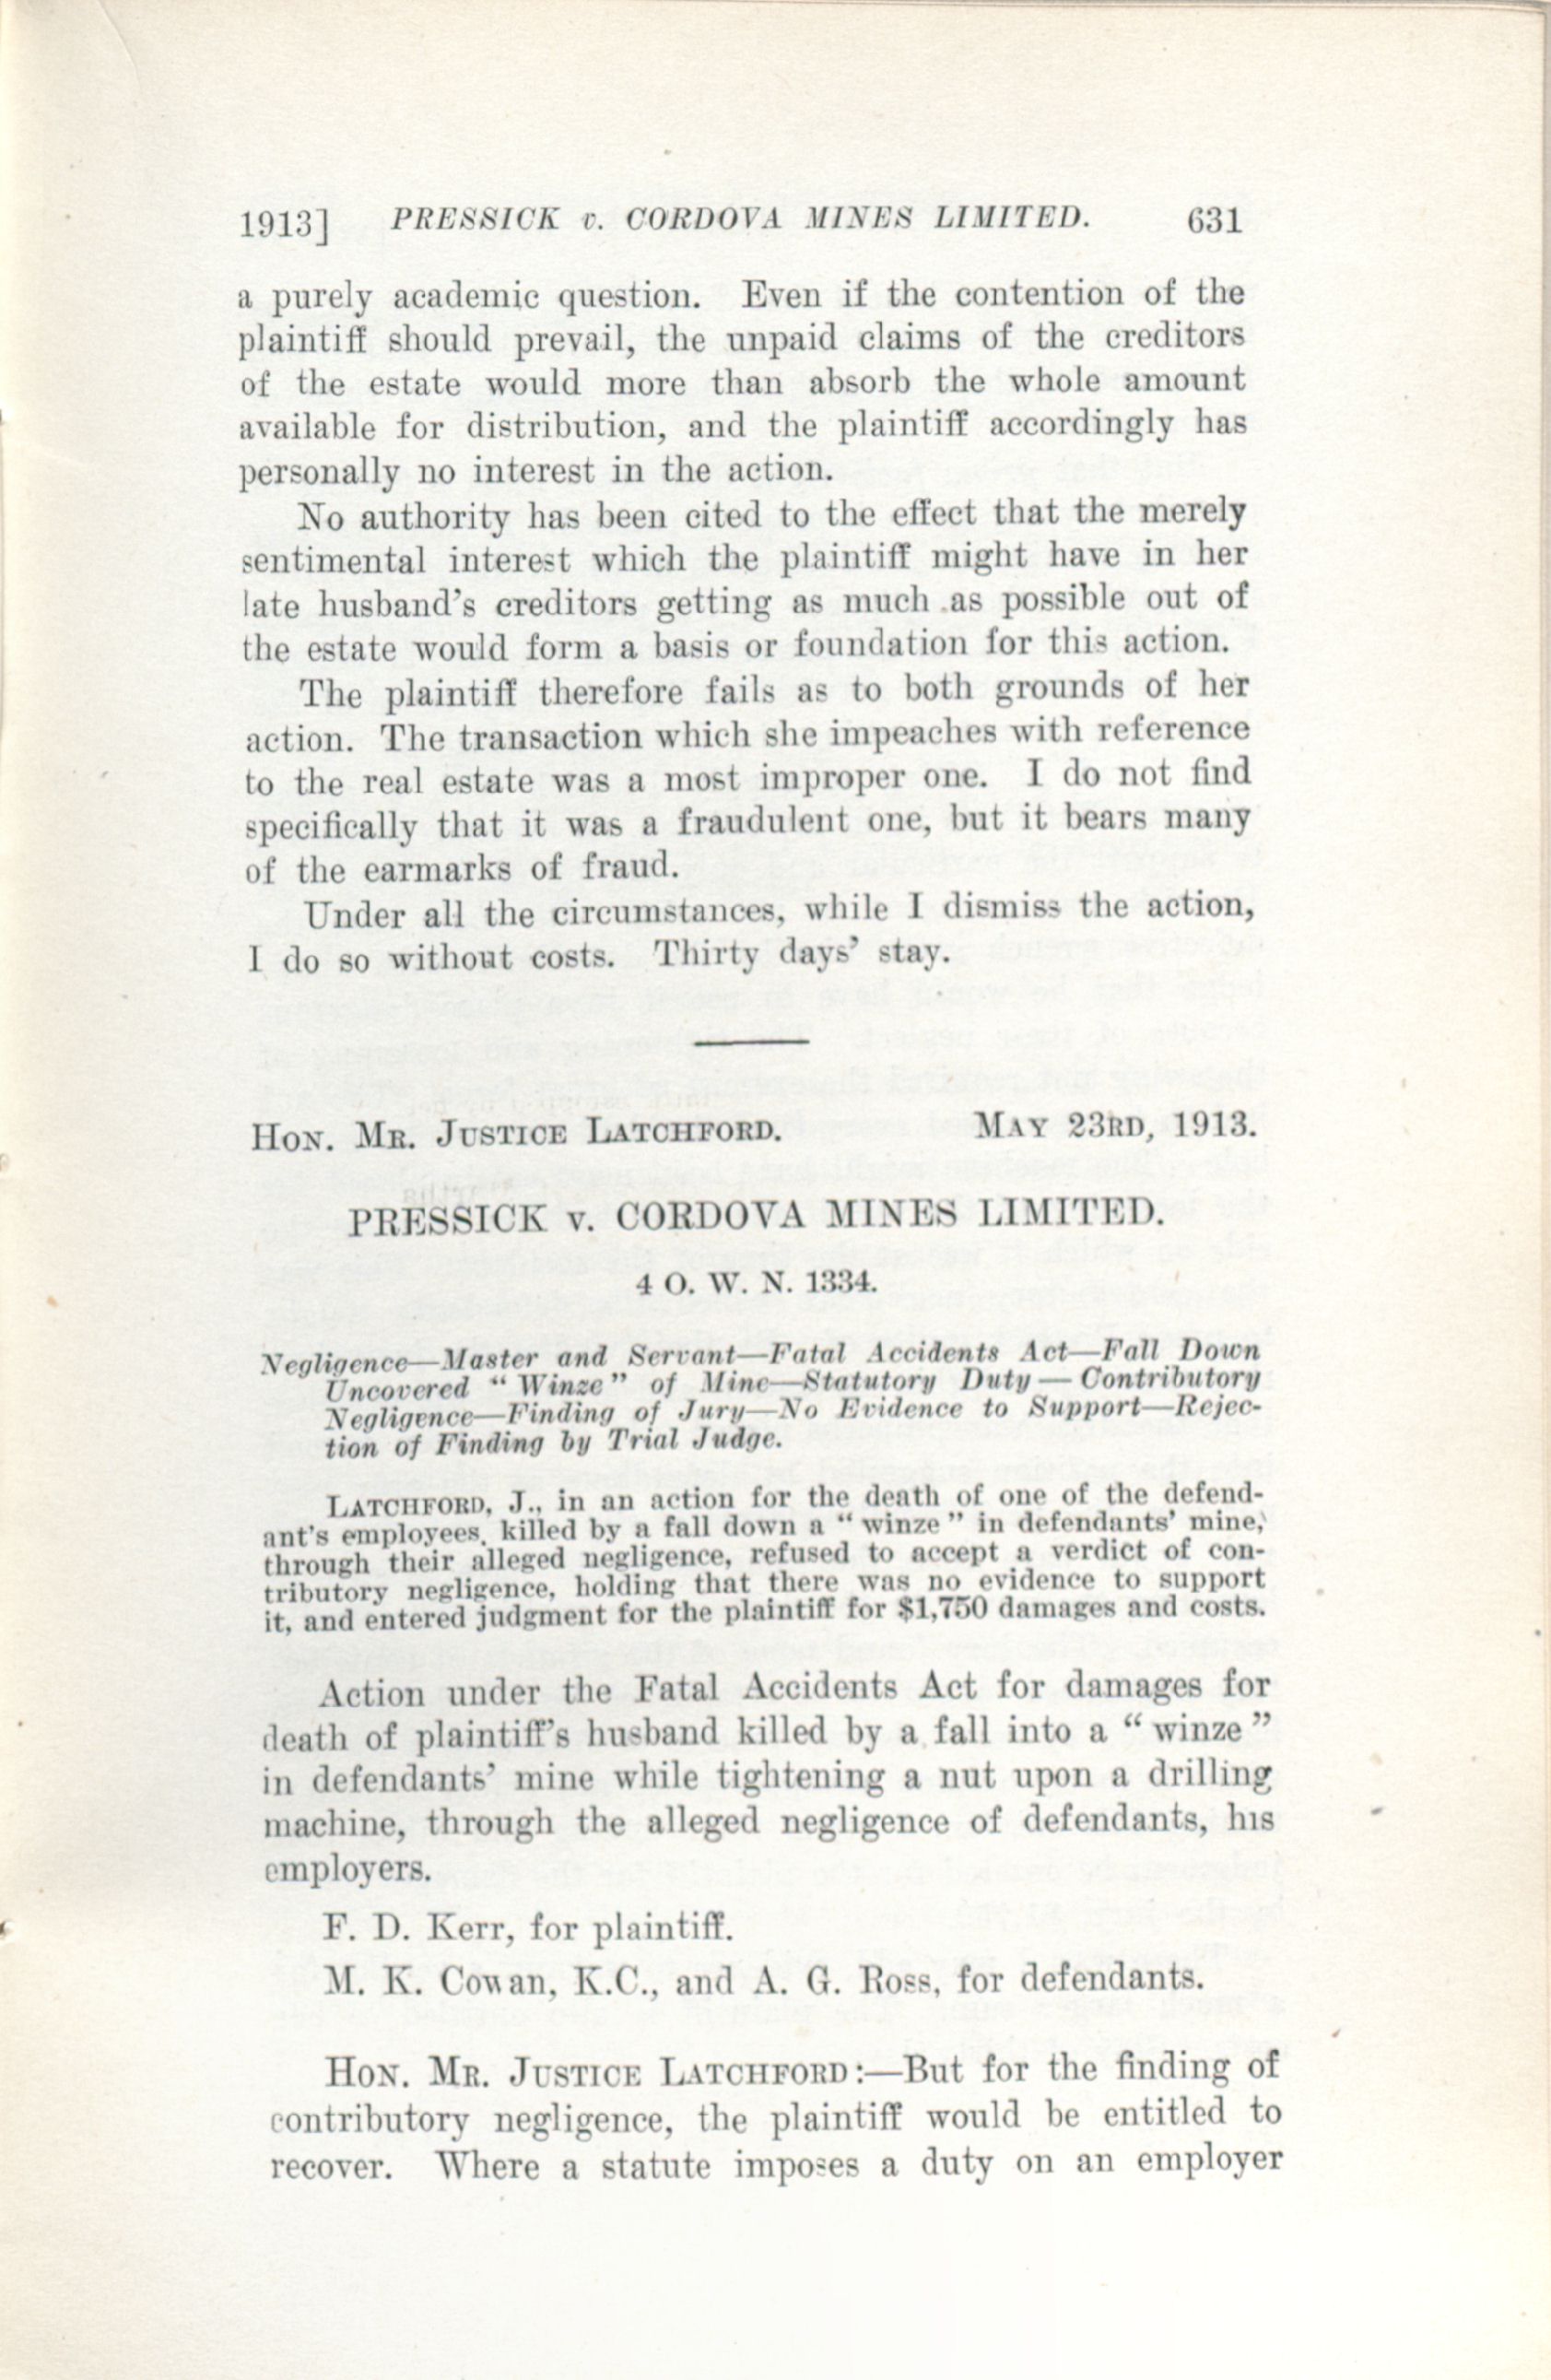 1913] PRESSICK v. CORDOVA MINES LIMITED. 631
a purely academic question. Even if the contention of the
plaintiff should prevail, the unpaid claims of the creditors
of the estate would more than absorb the whole amount
available for distribution, and the plaintiff accordingly has
personally no interest in the action.
No authority has been cited to the effect that the merely
sentimental interest which the plaintiff might have in her
late husband's creditors getting as much as possible out of
the estate would form a basis or foundation for this action.
The plaintiff therefore fails as to both grounds of her
action. The transaction which she impeaches with reference
to the real estate was a most improper one. I do not find
specifically that it was a fraudulent one, but it bears many
of the earmarks of fraud.
Under all the circumstances, while I dismiss the action,
I do so without costs. Thirty days' stay.
HON. MR. JUSTICE LATCHFORD. MAY 23RD, 1913.
PRESSICK v. CORDOVA MINES LIMITED.
4 O. W. N. 1334.
Negligence—Master and Servant—Fatal Accidents Act—Fall Down
Uncovered "Winze" of Mine—Statutory Duty—Contributory
Negligence—Finding of Jury—No Evidence to Support—Rejec-
tion of Finding by Trial Judge.
LATCHFORD, J., in an action for the death of one of the defend-
ant's employees, killed by a fall down a "winze" in defendants' mine,
through their alleged negligence, refused to accept a verdict of con-
tributory negligence, holding that there was no evidence to support
it, and entered judgment for the plaintiff for $1,750 damages and costs.
Action under the Fatal Accidents Act for damages for
death of plaintiff's husband killed by a fall into a "winze"
in defendants' mine while tightening a nut upon a drilling
machine, through the alleged negligence of defendants, his
employers.
F. D. Kerr, for plaintiff.
M. K. Cowan, K.C., and A. G. Ross, for defendants.
HON. MR. JUSTICE LATCHFORD:—But for the finding of
contributory negligence, the plaintiff would be entitled to
recover. Where a statute imposes a duty on an employer